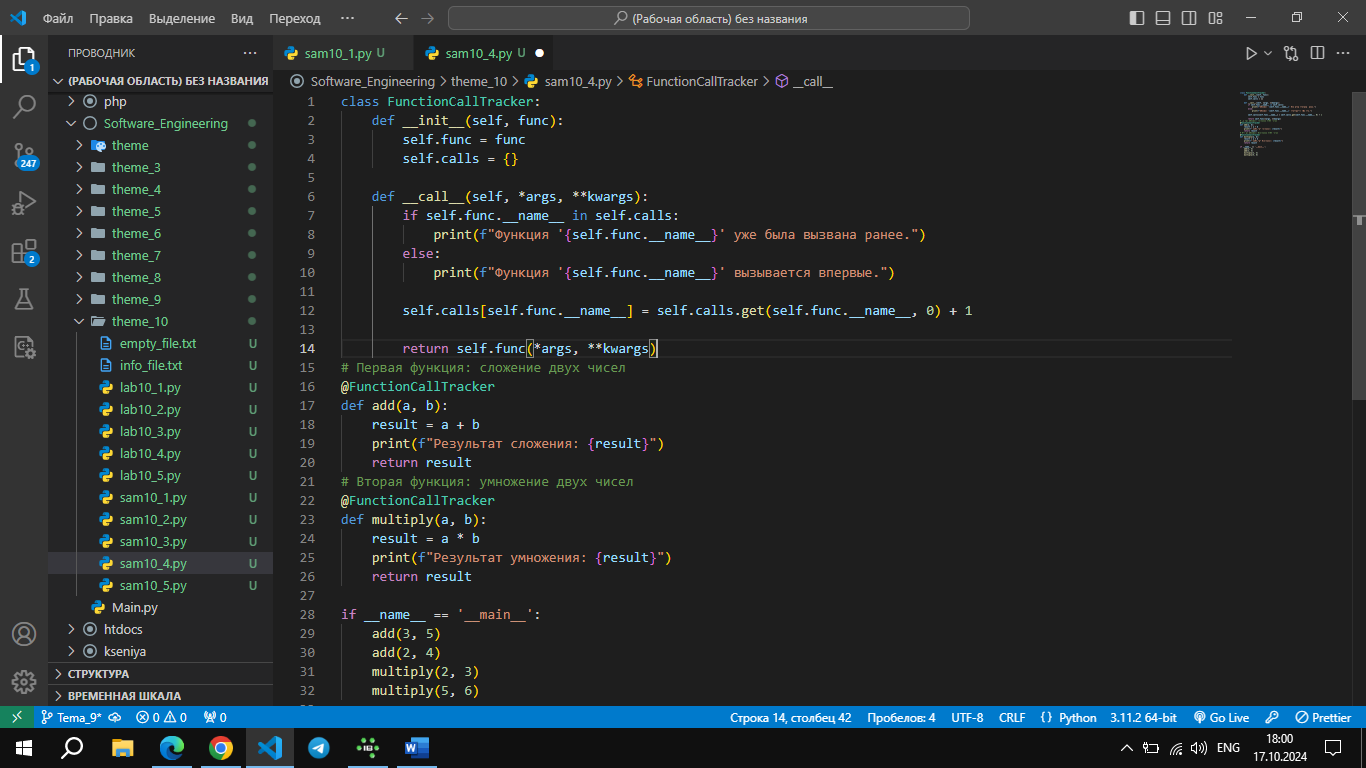 Файл Правка Выделение Вид Переход ··· (Рабочая область) без названия
ПРОВОДНИК ···
sam10_1.py U sam10_4.py U
(РАБОЧАЯ ОБЛАСТЬ) БЕЗ НАЗВАНИЯ
Software_Engineering > theme_10 > sam10_4.py > FunctionCallTracker > __call__
1
247
2
php
Software_Engineering
theme
theme_3
theme_4
theme_5
theme_6
theme_7
theme_8
theme_9
theme_10
empty_file.txt U
info_file.txt U
lab10_1.py U
lab10_2.py U
lab10_3.py U
lab10_4.py U
lab10_5.py U
sam10_1.py U
sam10_2.py U
sam10_3.py U
sam10_4.py U
sam10_5.py U
Main.py
htdocs
kseniya
СТРУКТУРА
ВРЕМЕННАЯ ШКАЛА
1 class FunctionCallTracker:
2 def __init__(self, func):
3 self.func = func
4 self.calls = {}
5
6 def __call__(self, *args, **kwargs):
7 if self.func.__name__ in self.calls:
8 print(f"Функция '{self.func.__name__}' уже была вызвана ранее.")
9 else:
10 print(f"Функция '{self.func.__name__}' вызывается впервые.")
11
12 self.calls[self.func.__name__] = self.calls.get(self.func.__name__, 0) + 1
13
14 return self.func(*args, **kwargs)
15 # Первая функция: сложение двух чисел
16 @FunctionCallTracker
17 def add(a, b):
18 result = a + b
19 print(f"Результат сложения: {result}")
20 return result
21 # Вторая функция: умножение двух чисел
22 @FunctionCallTracker
23 def multiply(a, b):
24 result = a * b
25 print(f"Результат умножения: {result}")
26 return result
27
28 if __name__ == '__main__':
29 add(3, 5)
30 add(2, 4)
31 multiply(2, 3)
32 multiply(5, 6)
Tema_9* 0 0 0 Строка 14, столбец 42 Пробелов: 4 UTF-8 CRLF {} Python 3.11.2 64-bit Go Live Prettier
ENG 18:00
17.10.2024